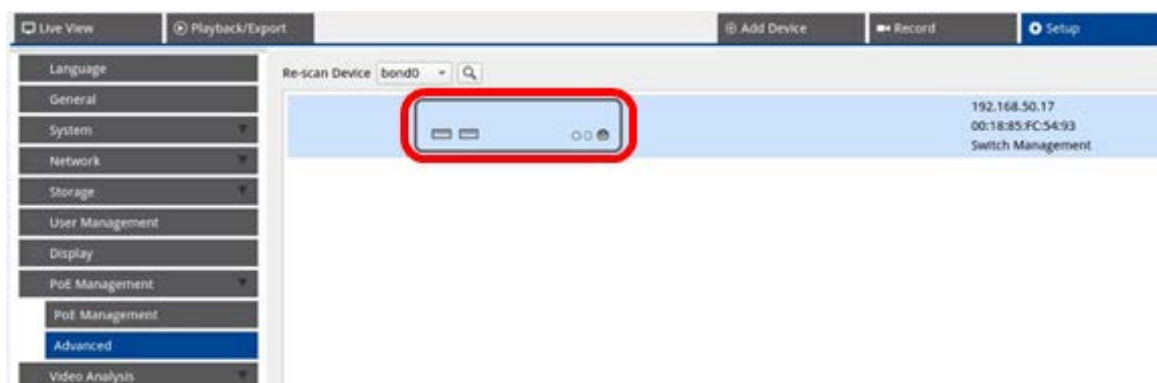 Live View
Playback/Export
Add Device
Record
Setup
Language
General
System
Network
Storage
User Management
Display
PoE Management
PoE Management
Advanced
Video Analysis
Re-scan Device bond0
192.168.50.17
00:18:85:FC:54:93
Switch Management